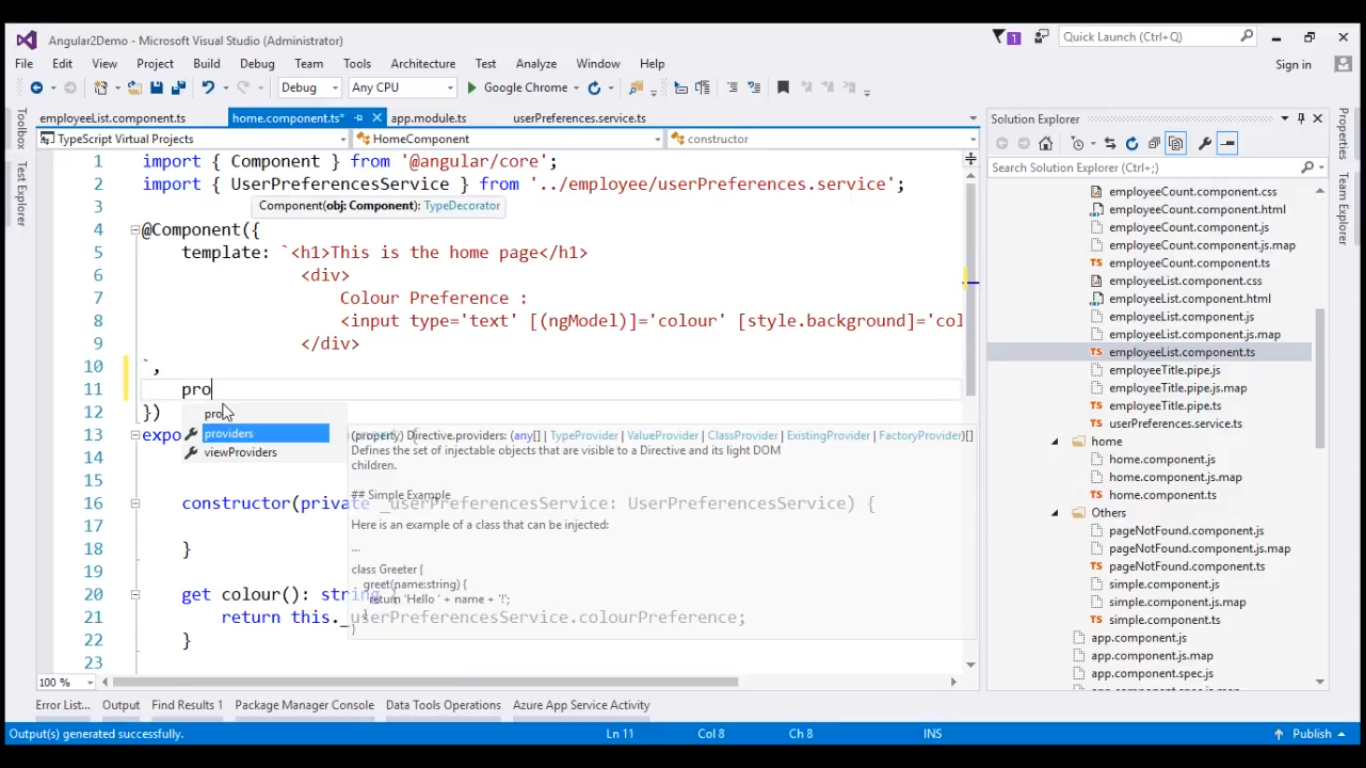 Angular2Demo - Microsoft Visual Studio (Administrator)
1
Quick Launch (Ctrl+Q)
File Edit View Project Build Debug Team Tools Architecture Test Analyze Window Help
Sign in
Debug Any CPU Google Chrome
employeeList.component.ts home.component.ts* app.module.ts userPreferences.service.ts
TypeScript Virtual Projects HomeComponent constructor
Toolbox
Test Explorer
1 import { Component } from '@angular/core';
2 import { UserPreferencesService } from '../employee/userPreferences.service';
3
Component(obj: Component): TypeDecorator
4 @Component({
5 template: `<h1>This is the home page</h1>
6 <div>
7 Colour Preference :
8 <input type='text' [(ngModel)]='colour' [style.background]='col
9 </div>
10 `,
11 pro
12 })
pro
providers
viewProviders
13 expo
(property) Directive.providers: (any[] | TypeProvider | ValueProvider | ClassProvider | ExistingProvider | FactoryProvider)[]
Defines the set of injectable objects that are visible to a Directive and its light DOM
children.
## Simple Example
Here is an example of a class that can be injected:
```
class Greeter {
greet(name:string) {
return 'Hello ' + name + '!';
}
}
14
15
16 constructor(private _userPreferencesService: UserPreferencesService) {
17
18 }
19
20 get colour(): string {
21 return this._userPreferencesService.colourPreference;
22 }
23
100 %
Solution Explorer
Search Solution Explorer (Ctrl+;)
employeeCount.component.css
employeeCount.component.html
employeeCount.component.js
employeeCount.component.js.map
TS employeeCount.component.ts
employeeList.component.css
employeeList.component.html
employeeList.component.js
employeeList.component.js.map
TS employeeList.component.ts
employeeTitle.pipe.js
employeeTitle.pipe.js.map
TS employeeTitle.pipe.ts
TS userPreferences.service.ts
home
home.component.js
home.component.js.map
TS home.component.ts
Others
pageNotFound.component.js
pageNotFound.component.js.map
TS pageNotFound.component.ts
simple.component.js
simple.component.js.map
TS simple.component.ts
app.component.js
app.component.js.map
app.component.spec.js
Properties
Team Explorer
Error List... Output Find Results 1 Package Manager Console Data Tools Operations Azure App Service Activity
Output(s) generated successfully. Ln 11 Col 8 Ch 8 INS Publish